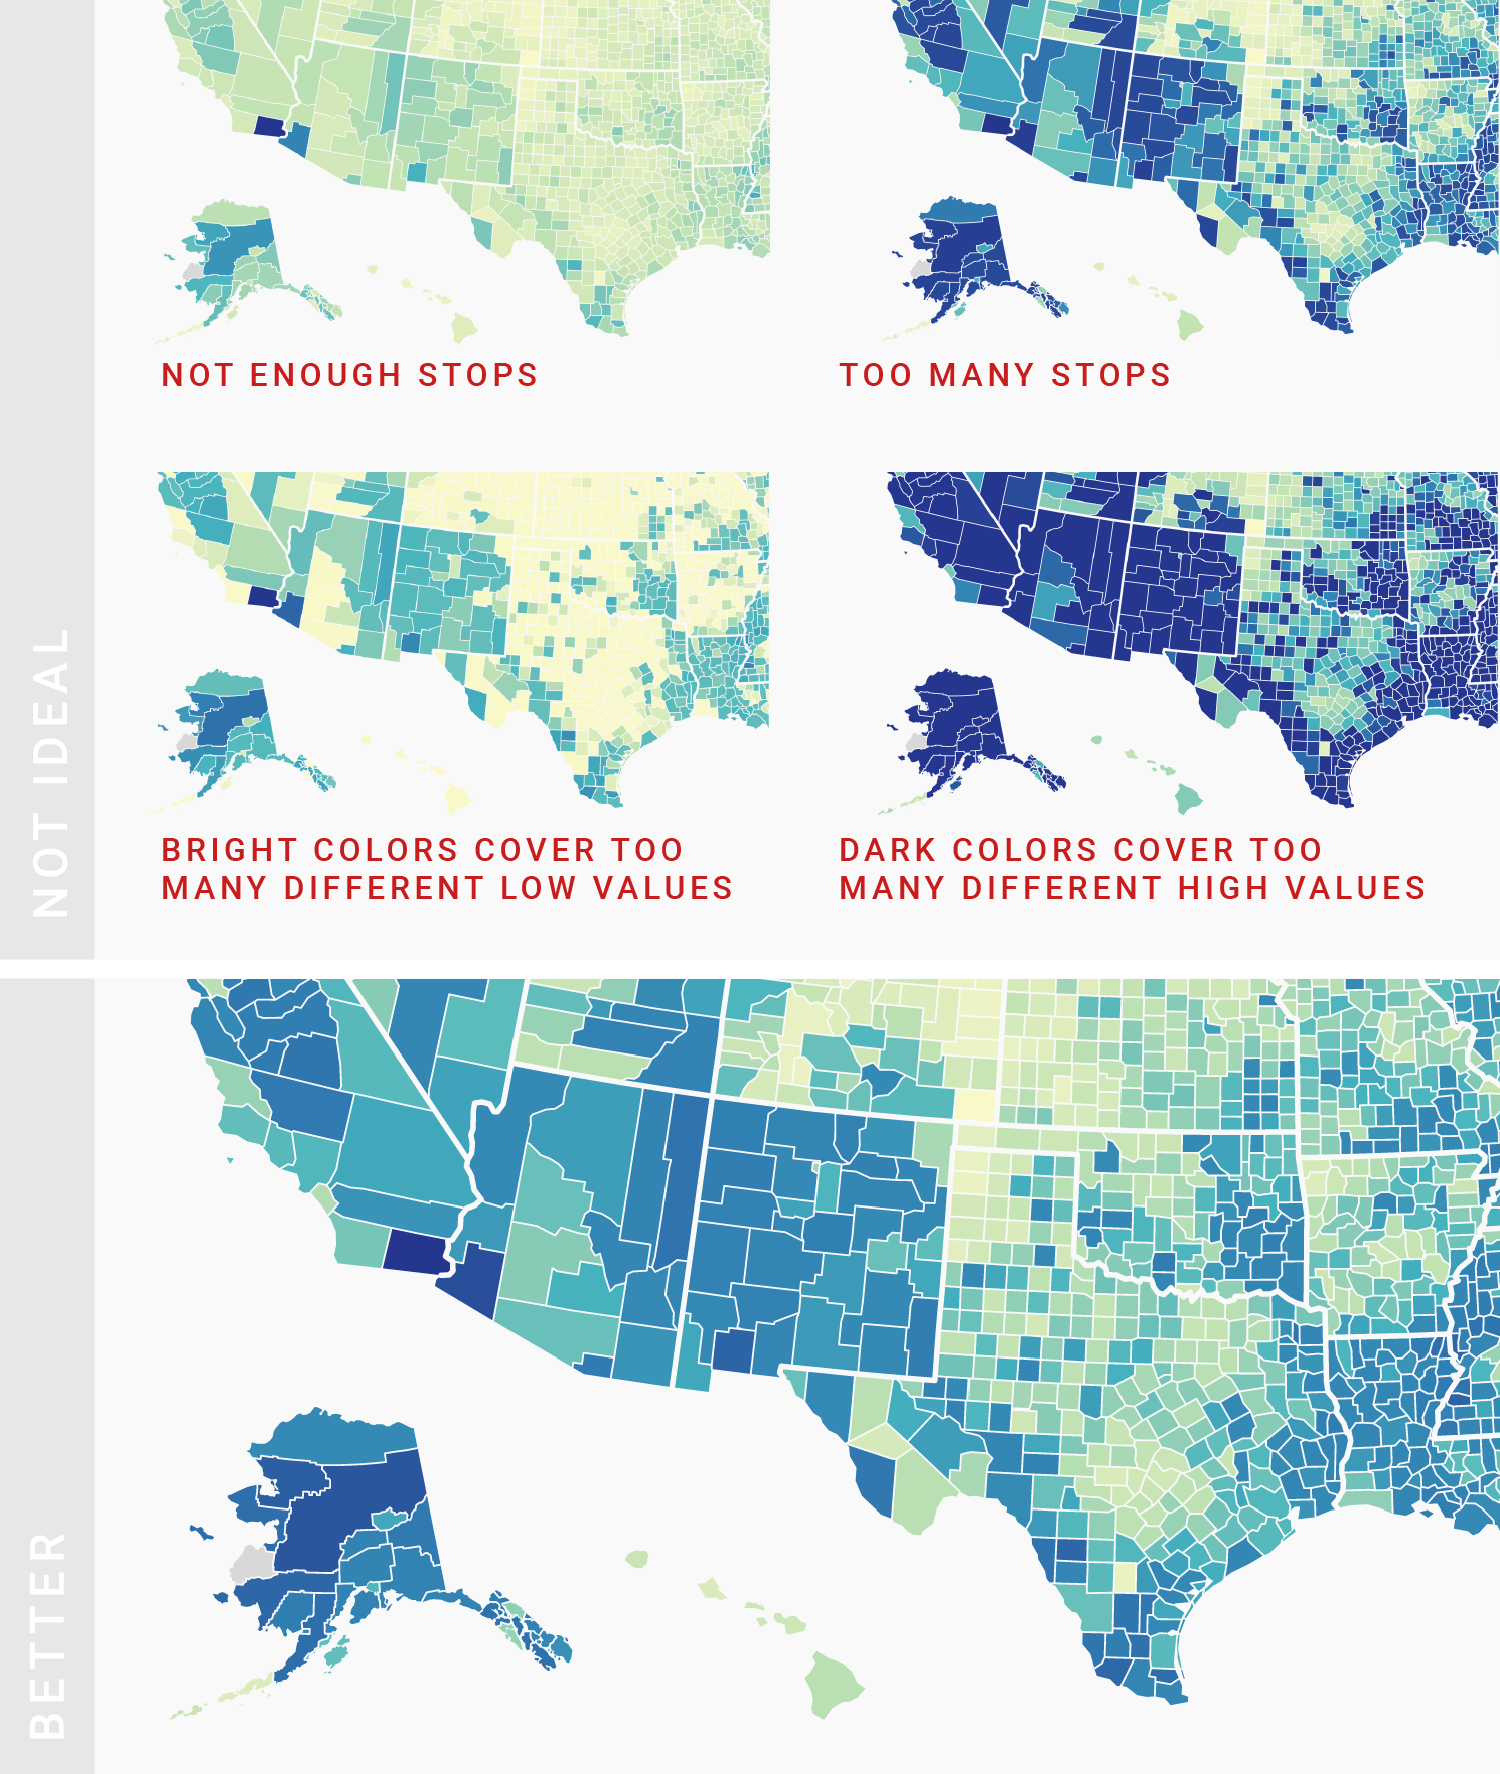 NOT IDEAL
NOT ENOUGH STOPS
TOO MANY STOPS
BRIGHT COLORS COVER TOO
MANY DIFFERENT LOW VALUES
DARK COLORS COVER TOO
MANY DIFFERENT HIGH VALUES
BETTER